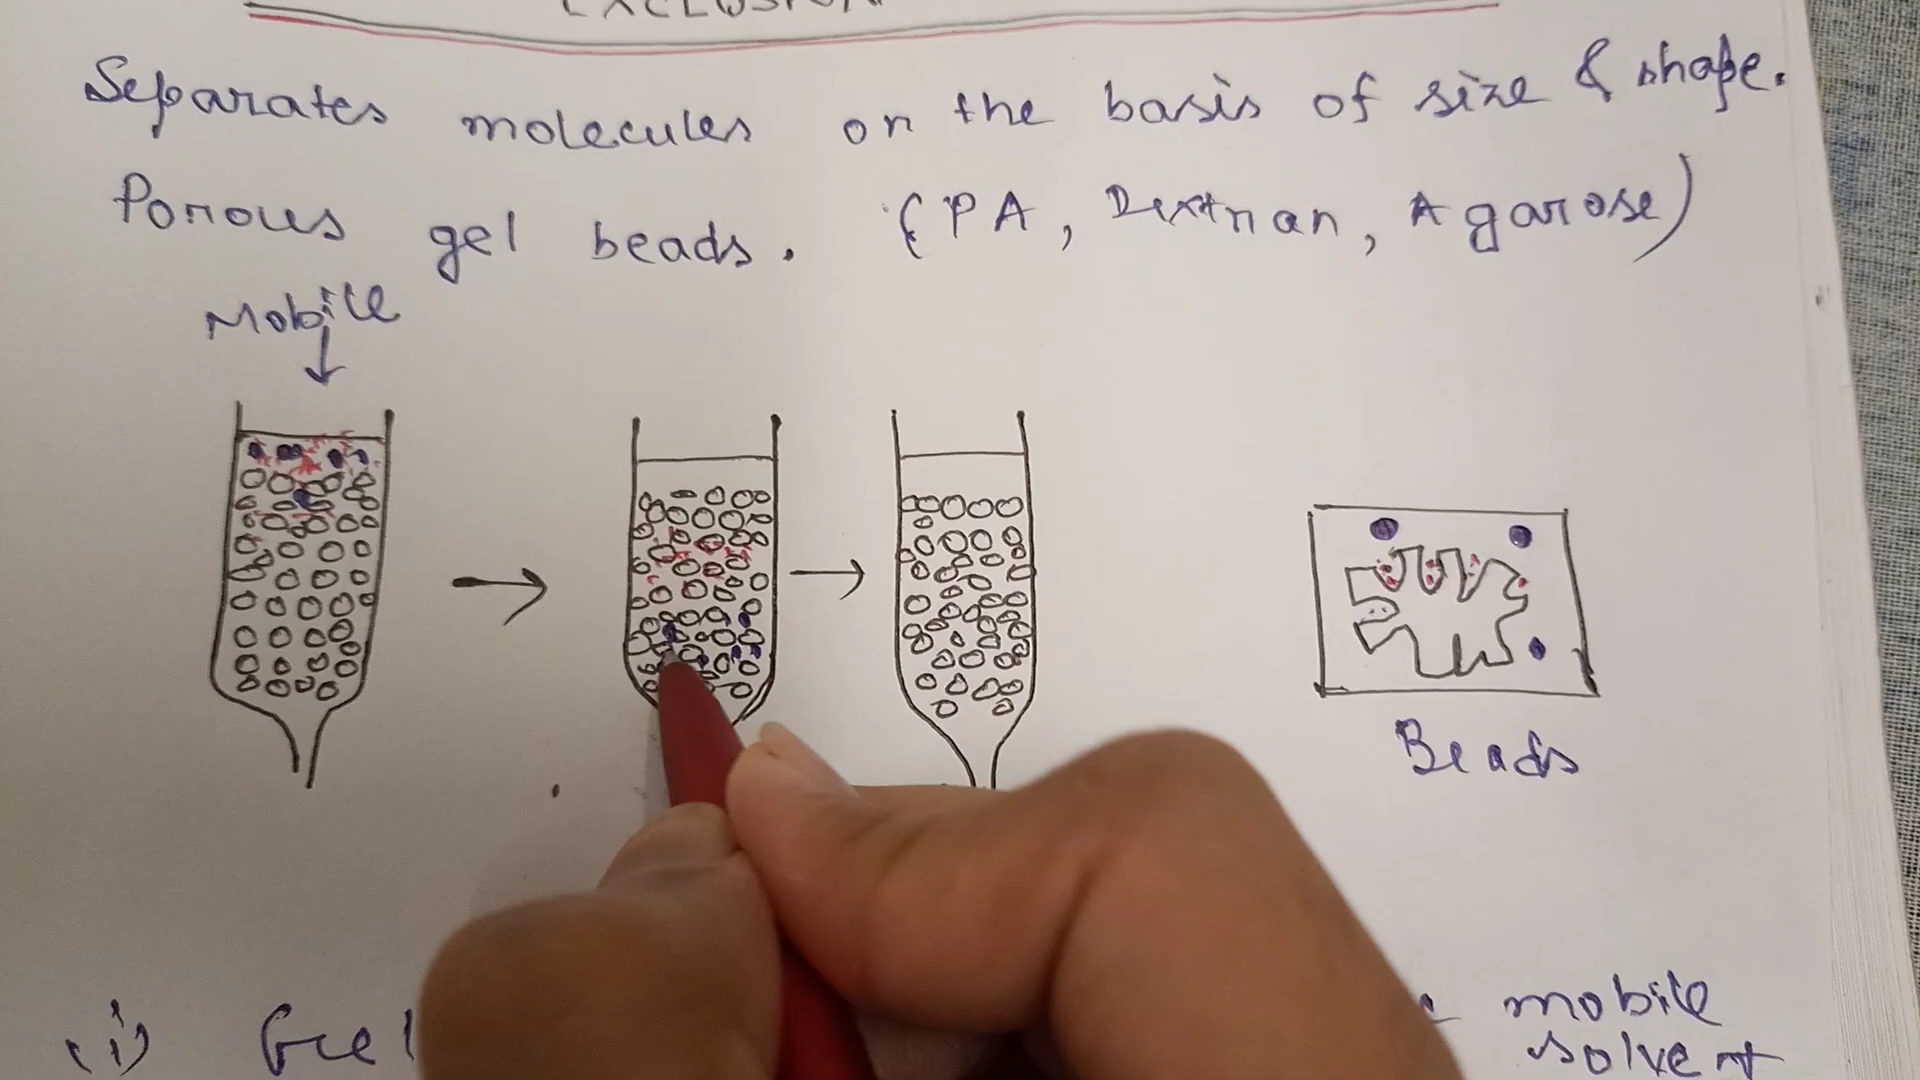 EXCLUSION
Separates molecules on the basis of size & shape.
Porous gel beads. (PA, Dextran, Agarose)
Mobile
Beads
(i) Gel mobile
solvent